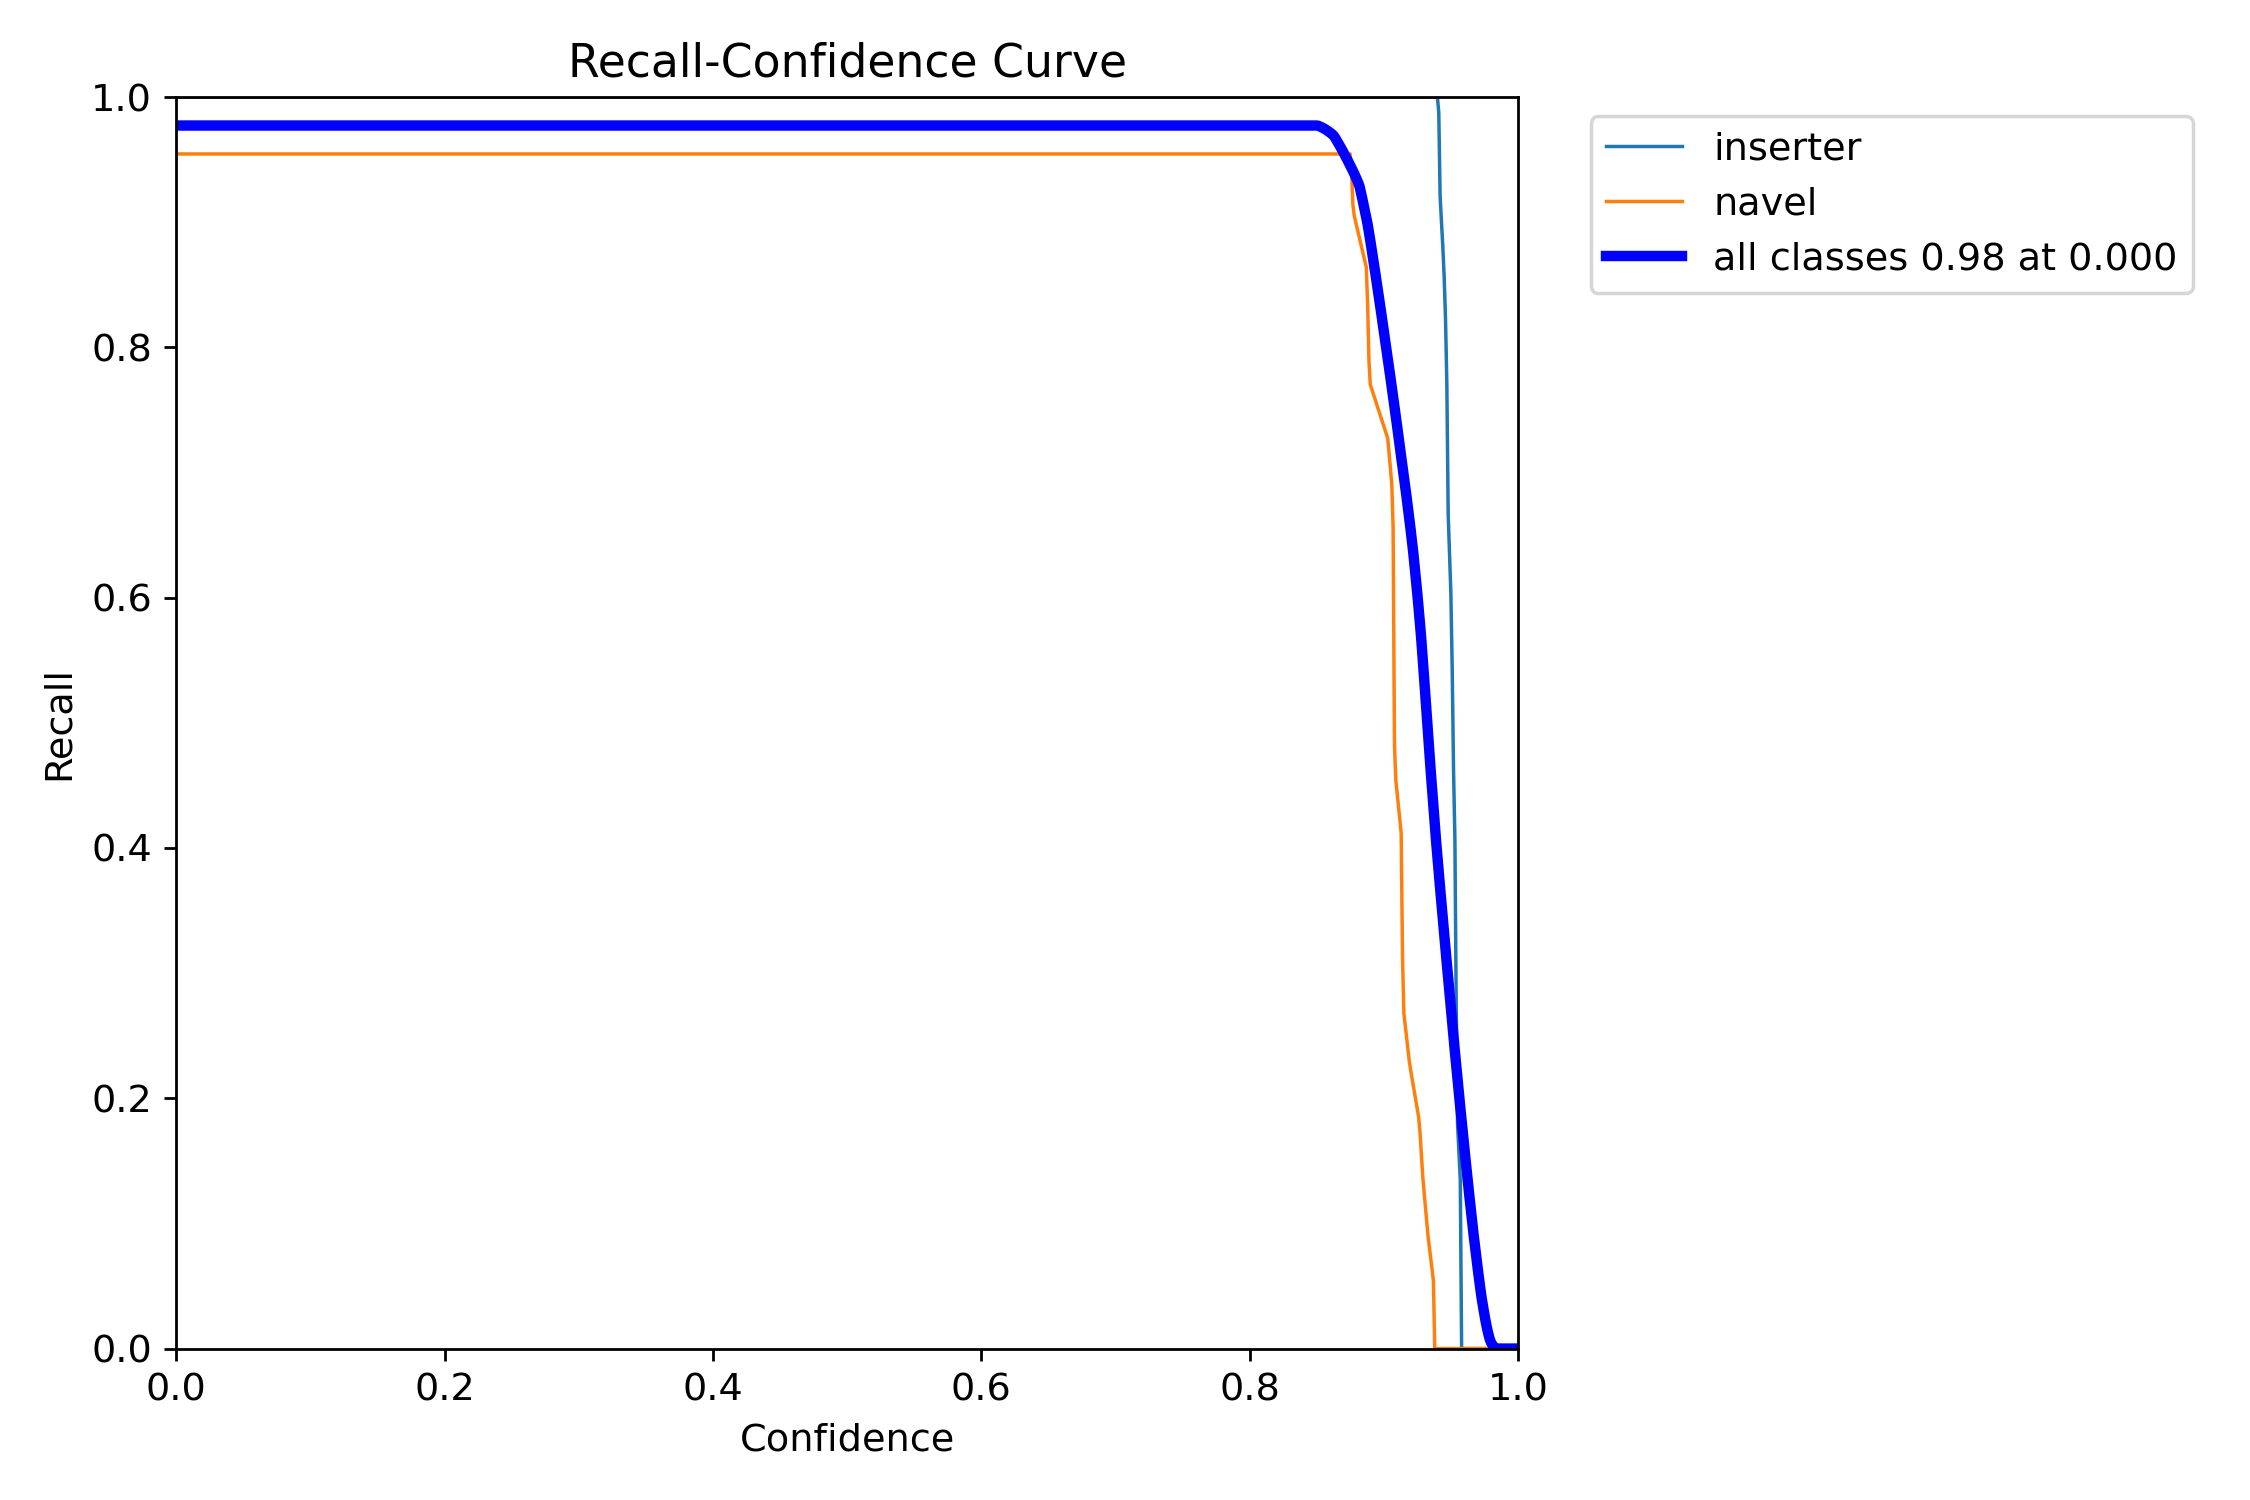 Recall-Confidence Curve
1.0
0.8
0.6
0.4
0.2
0.0
Recall
0.0 0.2 0.4 0.6 0.8 1.0
Confidence
inserter
navel
all classes 0.98 at 0.000